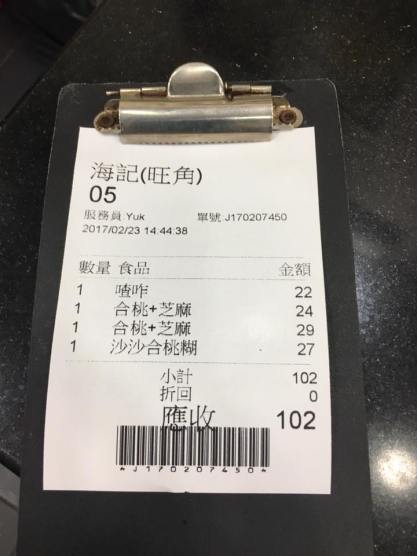 海記(旺角)
05
服務員:Yuk 單號:J170207450
2017/02/23 14:44:38
數量 食品 金額
1 喳咋 22
1 合桃+芝麻 24
1 合桃+芝麻 29
1 沙沙合桃糊 27
小計 102
折回 0
應收 102
*J170207450*